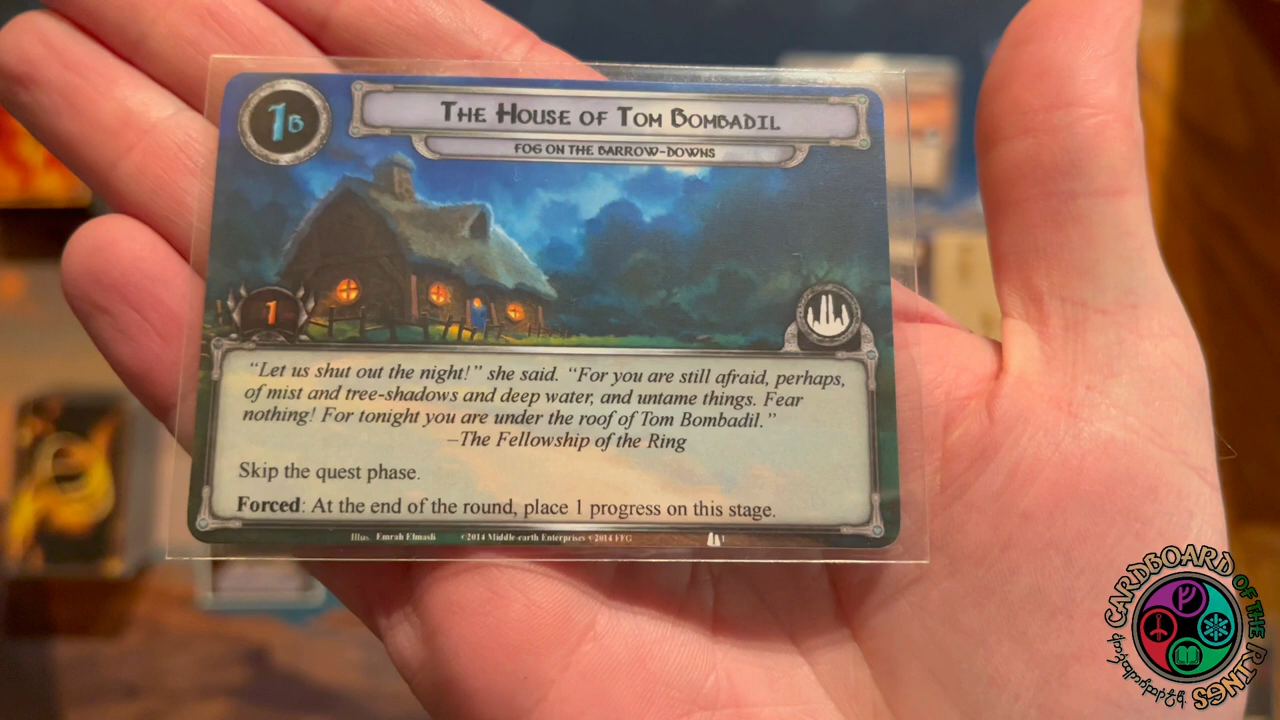 1B
THE HOUSE OF TOM BOMBADIL
FOG ON THE BARROW-DOWNS
1
“Let us shut out the night!” she said. “For you are still afraid, perhaps,
of mist and tree-shadows and deep water, and untame things. Fear
nothing! For tonight you are under the roof of Tom Bombadil.”
–The Fellowship of the Ring
Skip the quest phase.
Forced: At the end of the round, place 1 progress on this stage.
Illus. Emrah Elmasli ©2014 Middle-earth Enterprises ©2014 FFG 1
CARDBOARD OF THE RINGS